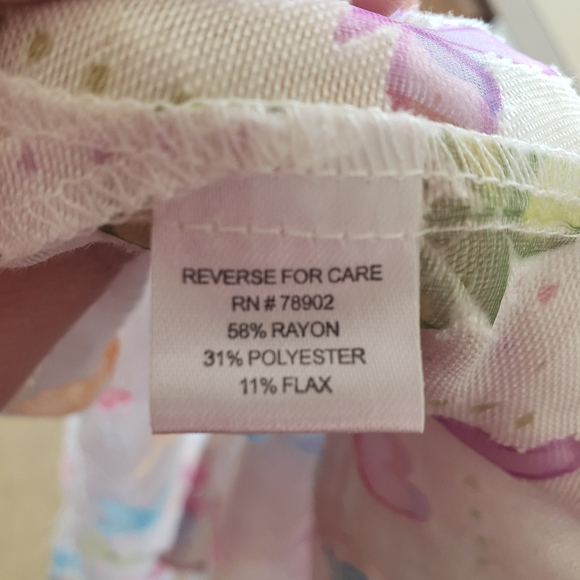 REVERSE FOR CARE
RN # 78902
58% RAYON
31% POLYESTER
11% FLAX